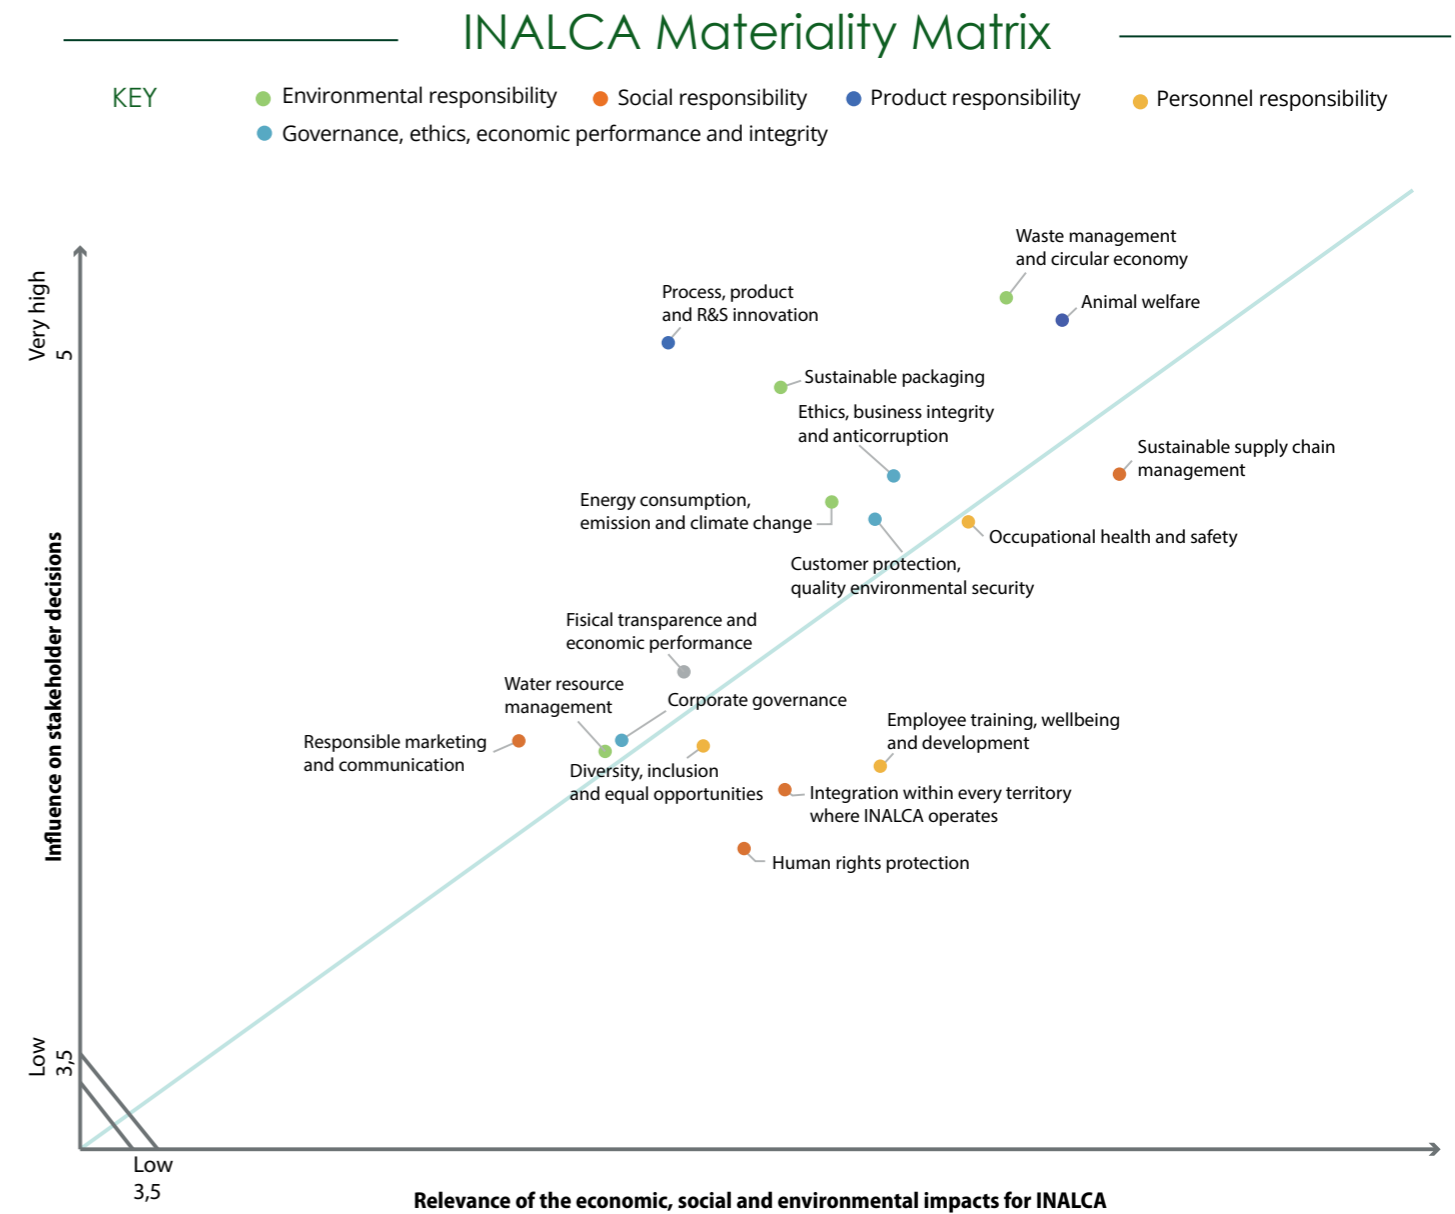 INALCA Materiality Matrix
KEY
Environmental responsibility
Social responsibility
Product responsibility
Personnel responsibility
Governance, ethics, economic performance and integrity
Waste management
and circular economy
Animal welfare
Process, product
and R&S innovation
Sustainable packaging
Ethics, business integrity
and anticorruption
Sustainable supply chain
management
Energy consumption,
emission and climate change
Occupational health and safety
Customer protection,
quality environmental security
Fisical transparence and
economic performance
Water resource
management
Corporate governance
Responsible marketing
and communication
Employee training, wellbeing
and development
Diversity, inclusion
and equal opportunities
Integration within every territory
where INALCA operates
Human rights protection
Very high
5
Influence on stakeholder decisions
Low
3,5
Low
3,5
Relevance of the economic, social and environmental impacts for INALCA